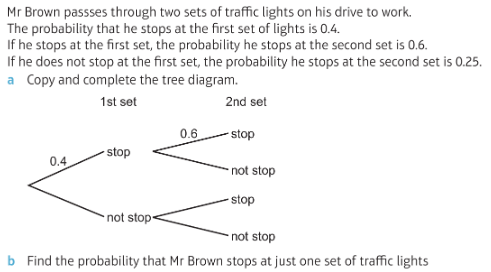 Mr Brown passses through two sets of traffic lights on his drive to work.
The probability that he stops at the first set of lights is 0.4.
If he stops at the first set, the probability he stops at the second set is 0.6.
If he does not stop at the first set, the probability he stops at the second set is 0.25.
a Copy and complete the tree diagram.
1st set 2nd set
0.6 stop
0.4 stop
not stop
stop
not stop
not stop
b Find the probability that Mr Brown stops at just one set of traffic lights